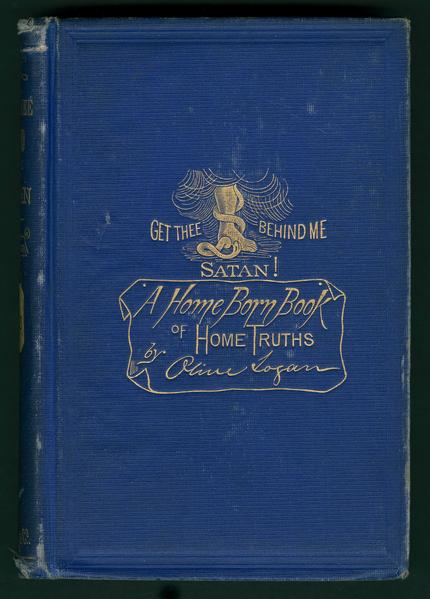 GET THEE BEHIND ME
SATAN!
A Home Born Book
OF HOME TRUTHS
by
Olive Logan